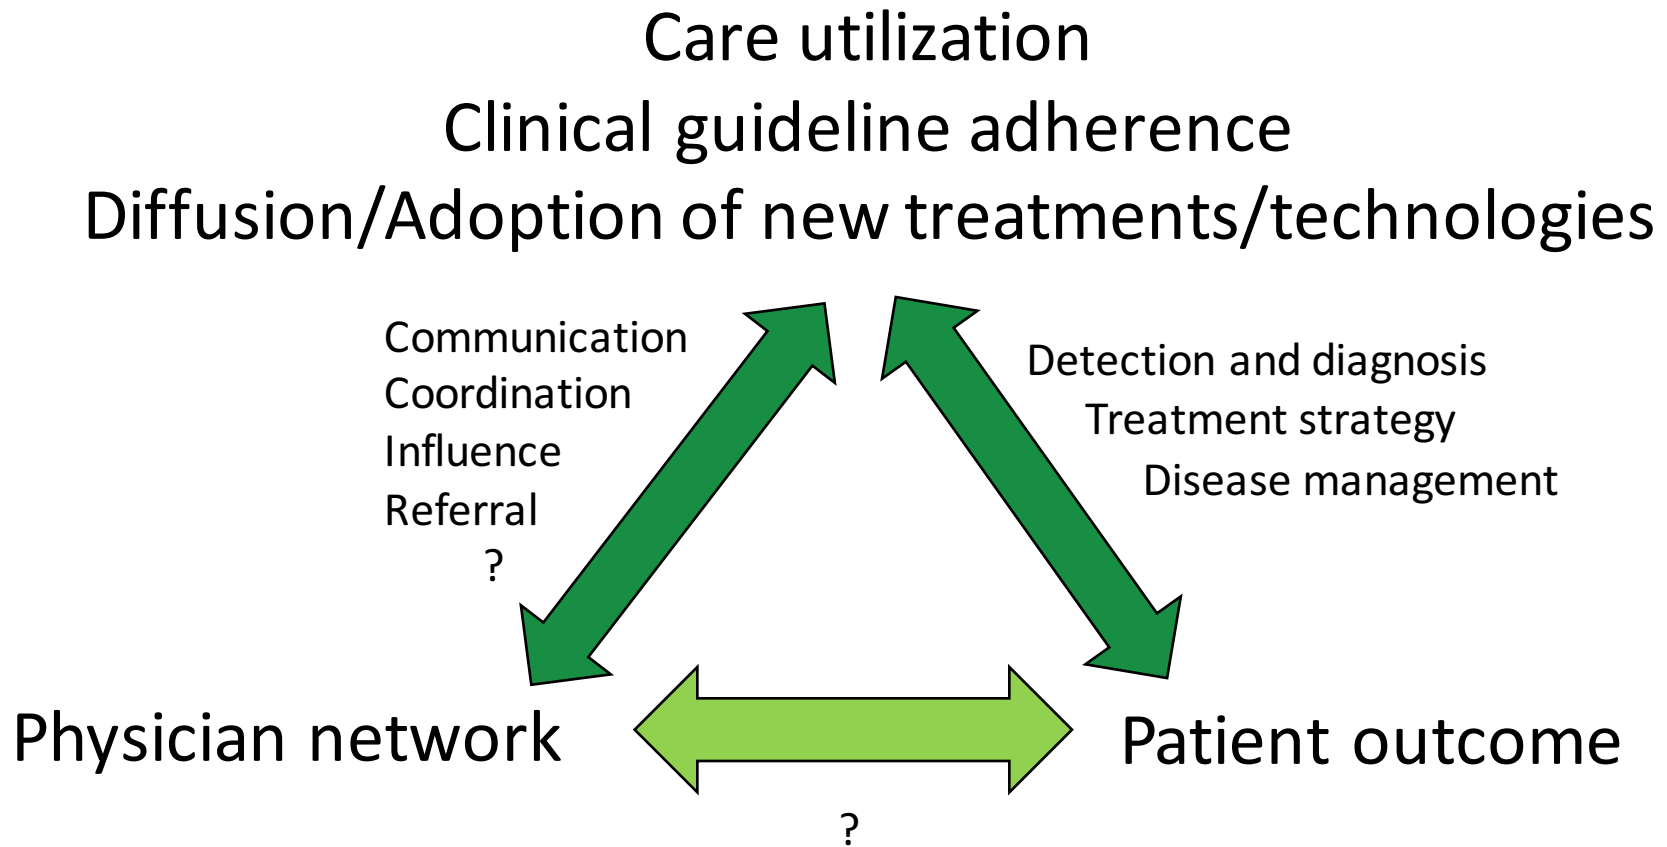 Care utilization
Clinical guideline adherence
Diffusion/Adoption of new treatments/technologies
Communication
Coordination
Influence
Referral
?
Detection and diagnosis
Treatment strategy
Disease management
Physician network
Patient outcome
?